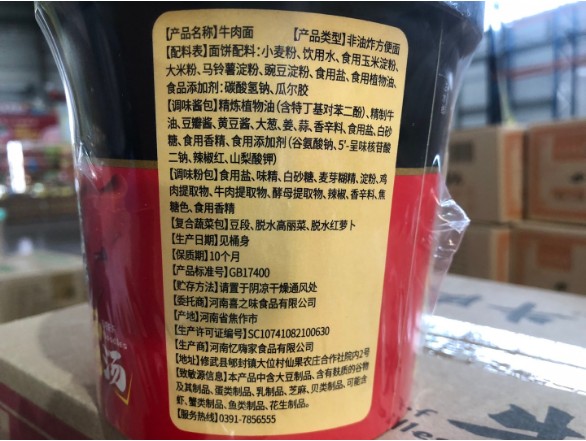 【产品名称】牛肉面 【产品类型】非油炸方便面
【配料表】面饼配料:小麦粉、饮用水、食用玉米淀粉、
大米粉、马铃薯淀粉、豌豆淀粉、食用盐、食用植物油、
食品添加剂:碳酸氢钠、瓜尔胶
【调味酱包】精炼植物油(含特丁基对苯二酚)、精制牛
油、豆瓣酱、黄豆酱、大葱、姜、蒜、香辛料、食用盐、白砂
糖、食用香精、食品添加剂(谷氨酸钠、5'-呈味核苷酸
二钠、辣椒红、山梨酸钾)
【调味粉包】食用盐、味精、白砂糖、麦芽糊精、淀粉、鸡
肉提取物、牛肉提取物、酵母提取物、辣椒、香辛料、焦
糖色、食用香精
【复合蔬菜包】豆段、脱水高丽菜、脱水红萝卜
【生产日期】见桶身
【保质期】10个月
【产品标准号】GB17400
【贮存方法】请置于阴凉干燥通风处
【委托商】河南喜之味食品有限公司
【产地】河南省焦作市
【生产许可证编号】SC10741082100630
【生产商】河南忆嗨家食品有限公司
【地址】修武县郇封镇大位村仙果农庄合作社院内2号
【致敏源信息】本产品中含大豆制品、含有麸质的谷物
及其制品、蛋类制品、乳制品、芝麻、贝类制品、可能含
虾、蟹类制品、鱼类制品、花生制品。
【服务热线】0391-7856555
汤